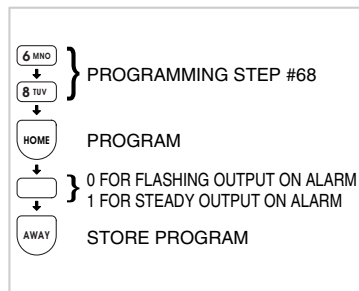 6 MNO
8 TUV
PROGRAMMING STEP #68
HOME
PROGRAM
0 FOR FLASHING OUTPUT ON ALARM
1 FOR STEADY OUTPUT ON ALARM
AWAY
STORE PROGRAM